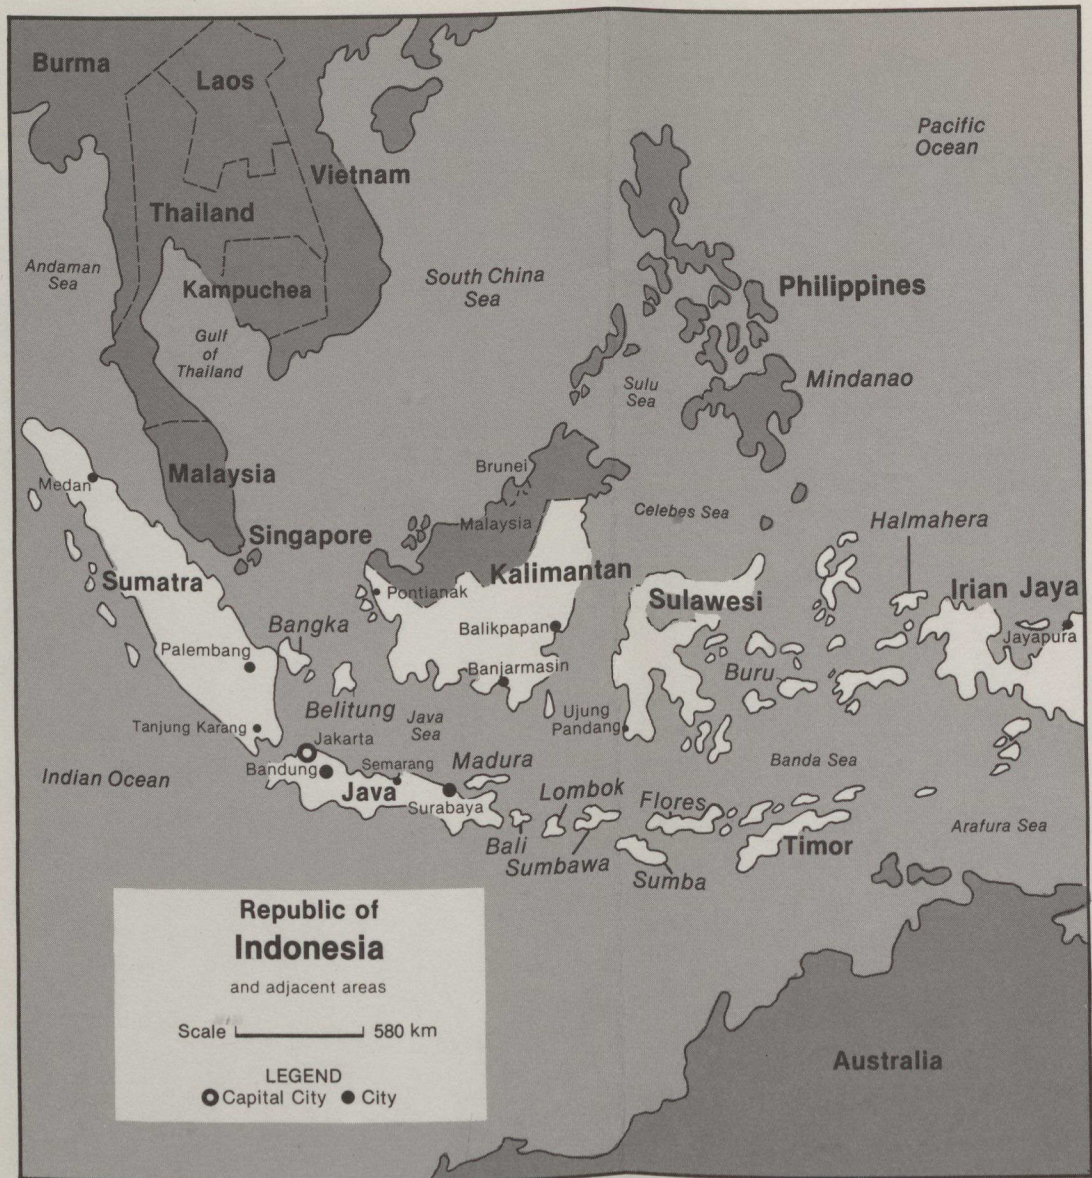 Burma
Laos
Pacific
Ocean
Vietnam
Thailand
Andaman
Sea
South China
Sea
Kampuchea
Philippines
Gulf
of
Thailand
Sulu
Sea
Mindanao
Medan
Malaysia
Brunei
Celebes Sea
Halmahera
Malaysia
Singapore
Sumatra
Kalimantan
Irian Jaya
Pontianak
Sulawesi
Bangka
Balikpapan
Jayapura
Palembang
Banjarmasin
Buru
Belitung
Java
Sea
Ujung
Pandang
Tanjung Karang
Jakarta
Indian Ocean
Bandung
Semarang
Madura
Banda Sea
Java
Surabaya
Lombok
Flores
Arafura Sea
Bali
Sumbawa
Timor
Sumba
Republic of
Indonesia
and adjacent areas
Scale 580 km
LEGEND
Capital City City
Australia